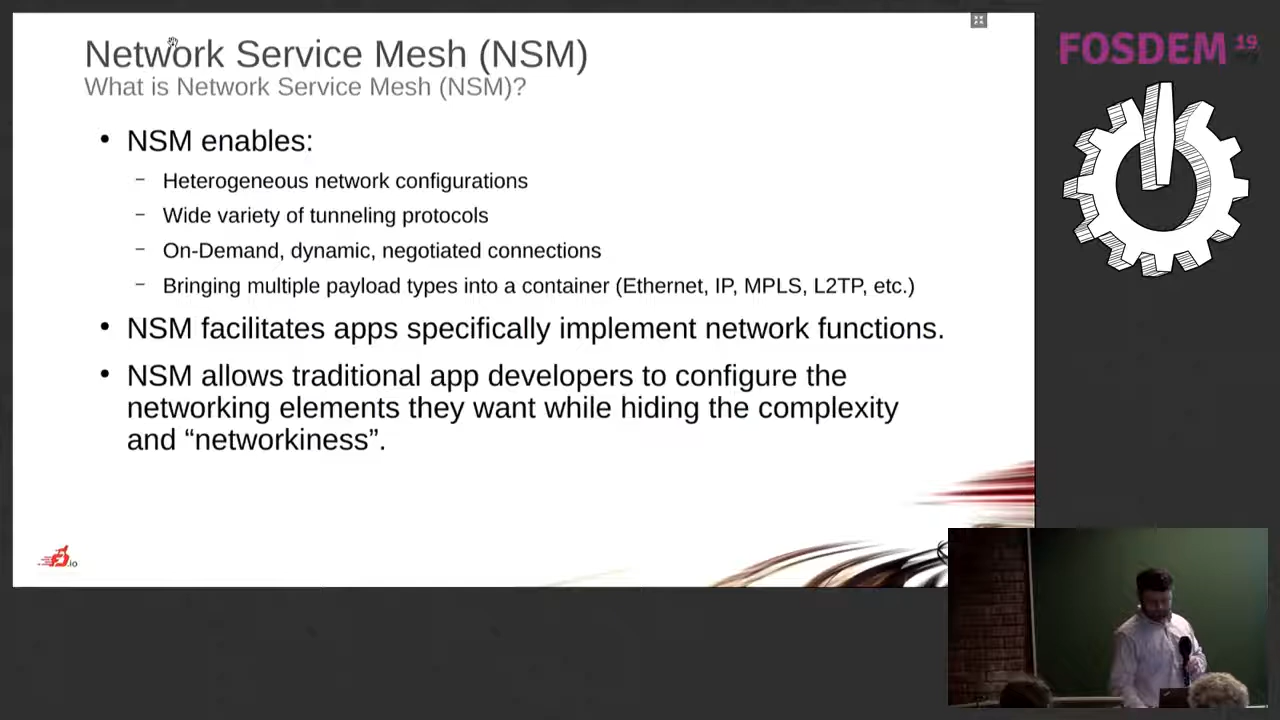 Network Service Mesh (NSM)
What is Network Service Mesh (NSM)?
• NSM enables:
– Heterogeneous network configurations
– Wide variety of tunneling protocols
– On-Demand, dynamic, negotiated connections
– Bringing multiple payload types into a container (Ethernet, IP, MPLS, L2TP, etc.)
• NSM facilitates apps specifically implement network functions.
• NSM allows traditional app developers to configure the
networking elements they want while hiding the complexity
and “networkiness”.
.io
FOSDEM 19